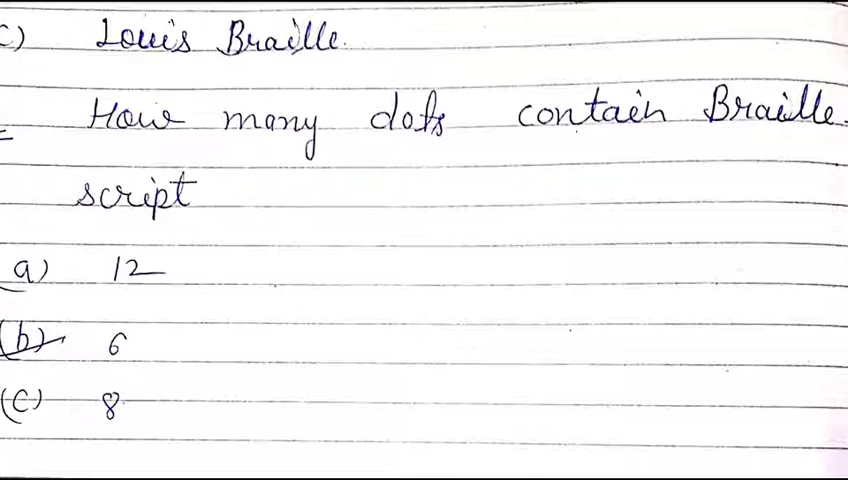 c) Louis Braille.
How many dots contain Braille
script
(a) 12
(b) 6
(c) 8